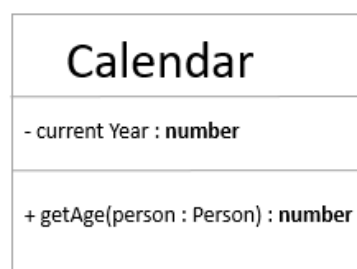 Calendar
- current Year : number
+ getAge(person : Person) : number